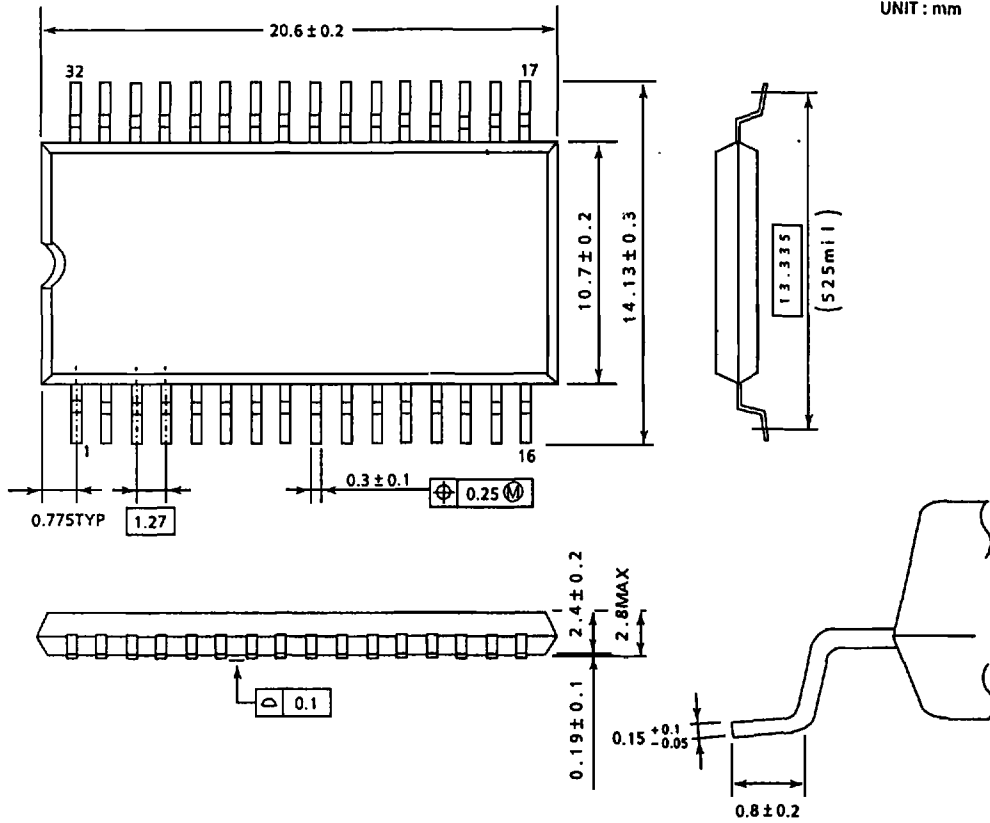 UNIT : mm
20.6 ± 0.2
32
17
10.7 ± 0.2
14.13 ± 0.3
13.335
(525mil)
1
16
0.775TYP
1.27
0.3 ± 0.1
⌖ 0.25 Ⓜ
2.4 ± 0.2
2.8MAX
0.19 ± 0.1
⌓ 0.1
0.15 +0.1 -0.05
0.8 ± 0.2